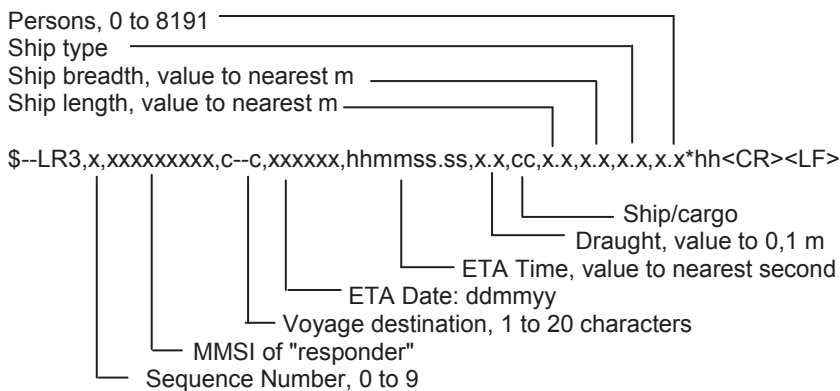 Persons, 0 to 8191
Ship type
Ship breadth, value to nearest m
Ship length, value to nearest m
$--LR3,x,xxxxxxxxx,c--c,xxxxxx,hhmmss.ss,x.x,cc,x.x,x.x,x.x,x.x*hh<CR><LF>
Ship/cargo
Draught, value to 0,1 m
ETA Time, value to nearest second
ETA Date: ddmmyy
Voyage destination, 1 to 20 characters
MMSI of "responder"
Sequence Number, 0 to 9